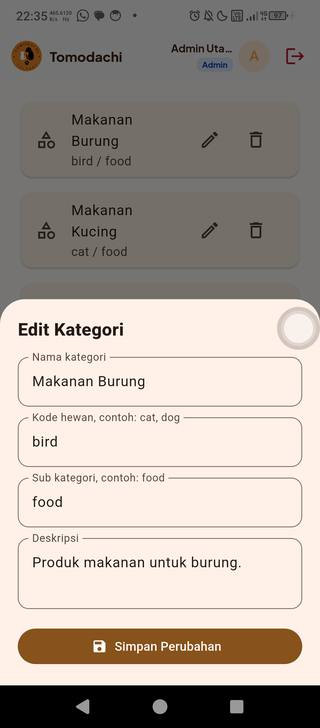 22:35
Tomodachi
Admin Uta...
Admin
A
Makanan
Burung
bird / food
Makanan
Kucing
cat / food
Edit Kategori
Nama kategori
Makanan Burung
Kode hewan, contoh: cat, dog
bird
Sub kategori, contoh: food
food
Deskripsi
Produk makanan untuk burung.
Simpan Perubahan